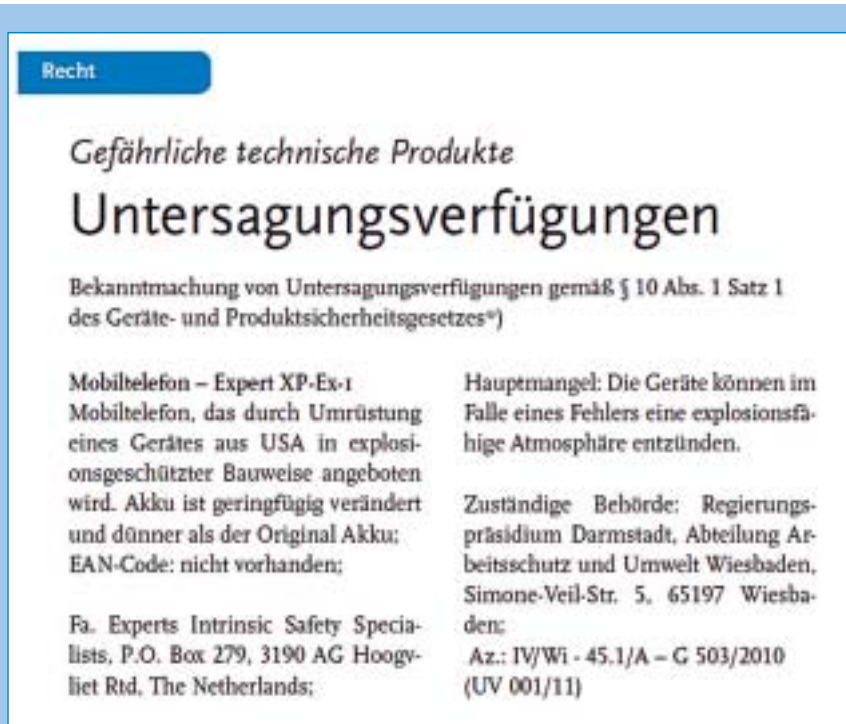 Recht
Gefährliche technische Produkte
Untersagungsverfügungen
Bekanntmachung von Untersagungsverfügungen gemäß § 10 Abs. 1 Satz 1
des Geräte- und Produktsicherheitsgesetzes*)
Mobiltelefon – Expert XP-Ex-1
Mobiltelefon, das durch Umrüstung
eines Gerätes aus USA in explosi-
onsgeschützter Bauweise angeboten
wird. Akku ist geringfügig verändert
und dünner als der Original Akku;
EAN-Code: nicht vorhanden;
Fa. Experts Intrinsic Safety Specia-
lists, P.O. Box 279, 3190 AG Hoogv-
liet Rtd, The Netherlands;
Hauptmangel: Die Geräte können im
Falle eines Fehlers eine explosionsfä-
hige Atmosphäre entzünden.
Zuständige Behörde: Regierungs-
präsidium Darmstadt, Abteilung Ar-
beitsschutz und Umwelt Wiesbaden,
Simone-Veil-Str. 5, 65197 Wiesba-
den;
Az.: IV/Wi - 45.1/A – G 503/2010
(UV 001/11)